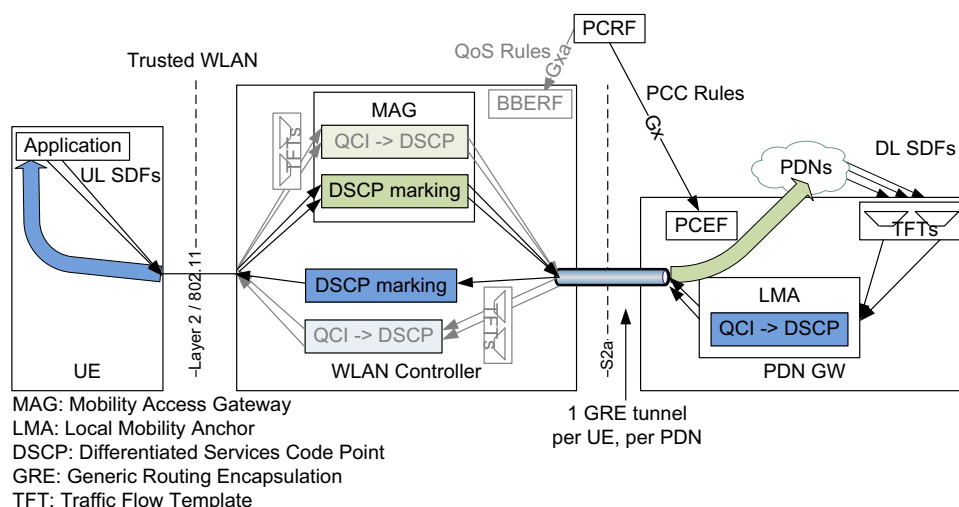 PCRF
QoS Rules
Gxa
Trusted WLAN
PCC Rules
Gx
BBERF
MAG
Application
UL SDFs
TFTs
QCI -> DSCP
DSCP marking
PDNs
DL SDFs
PCEF
TFTs
DSCP marking
LMA
QCI -> DSCP
TFTs
QCI -> DSCP
--Layer 2 / 802.11--
--S2a--
UE
WLAN Controller
PDN GW
1 GRE tunnel
per UE, per PDN
MAG: Mobility Access Gateway
LMA: Local Mobility Anchor
DSCP: Differentiated Services Code Point
GRE: Generic Routing Encapsulation
TFT: Traffic Flow Template